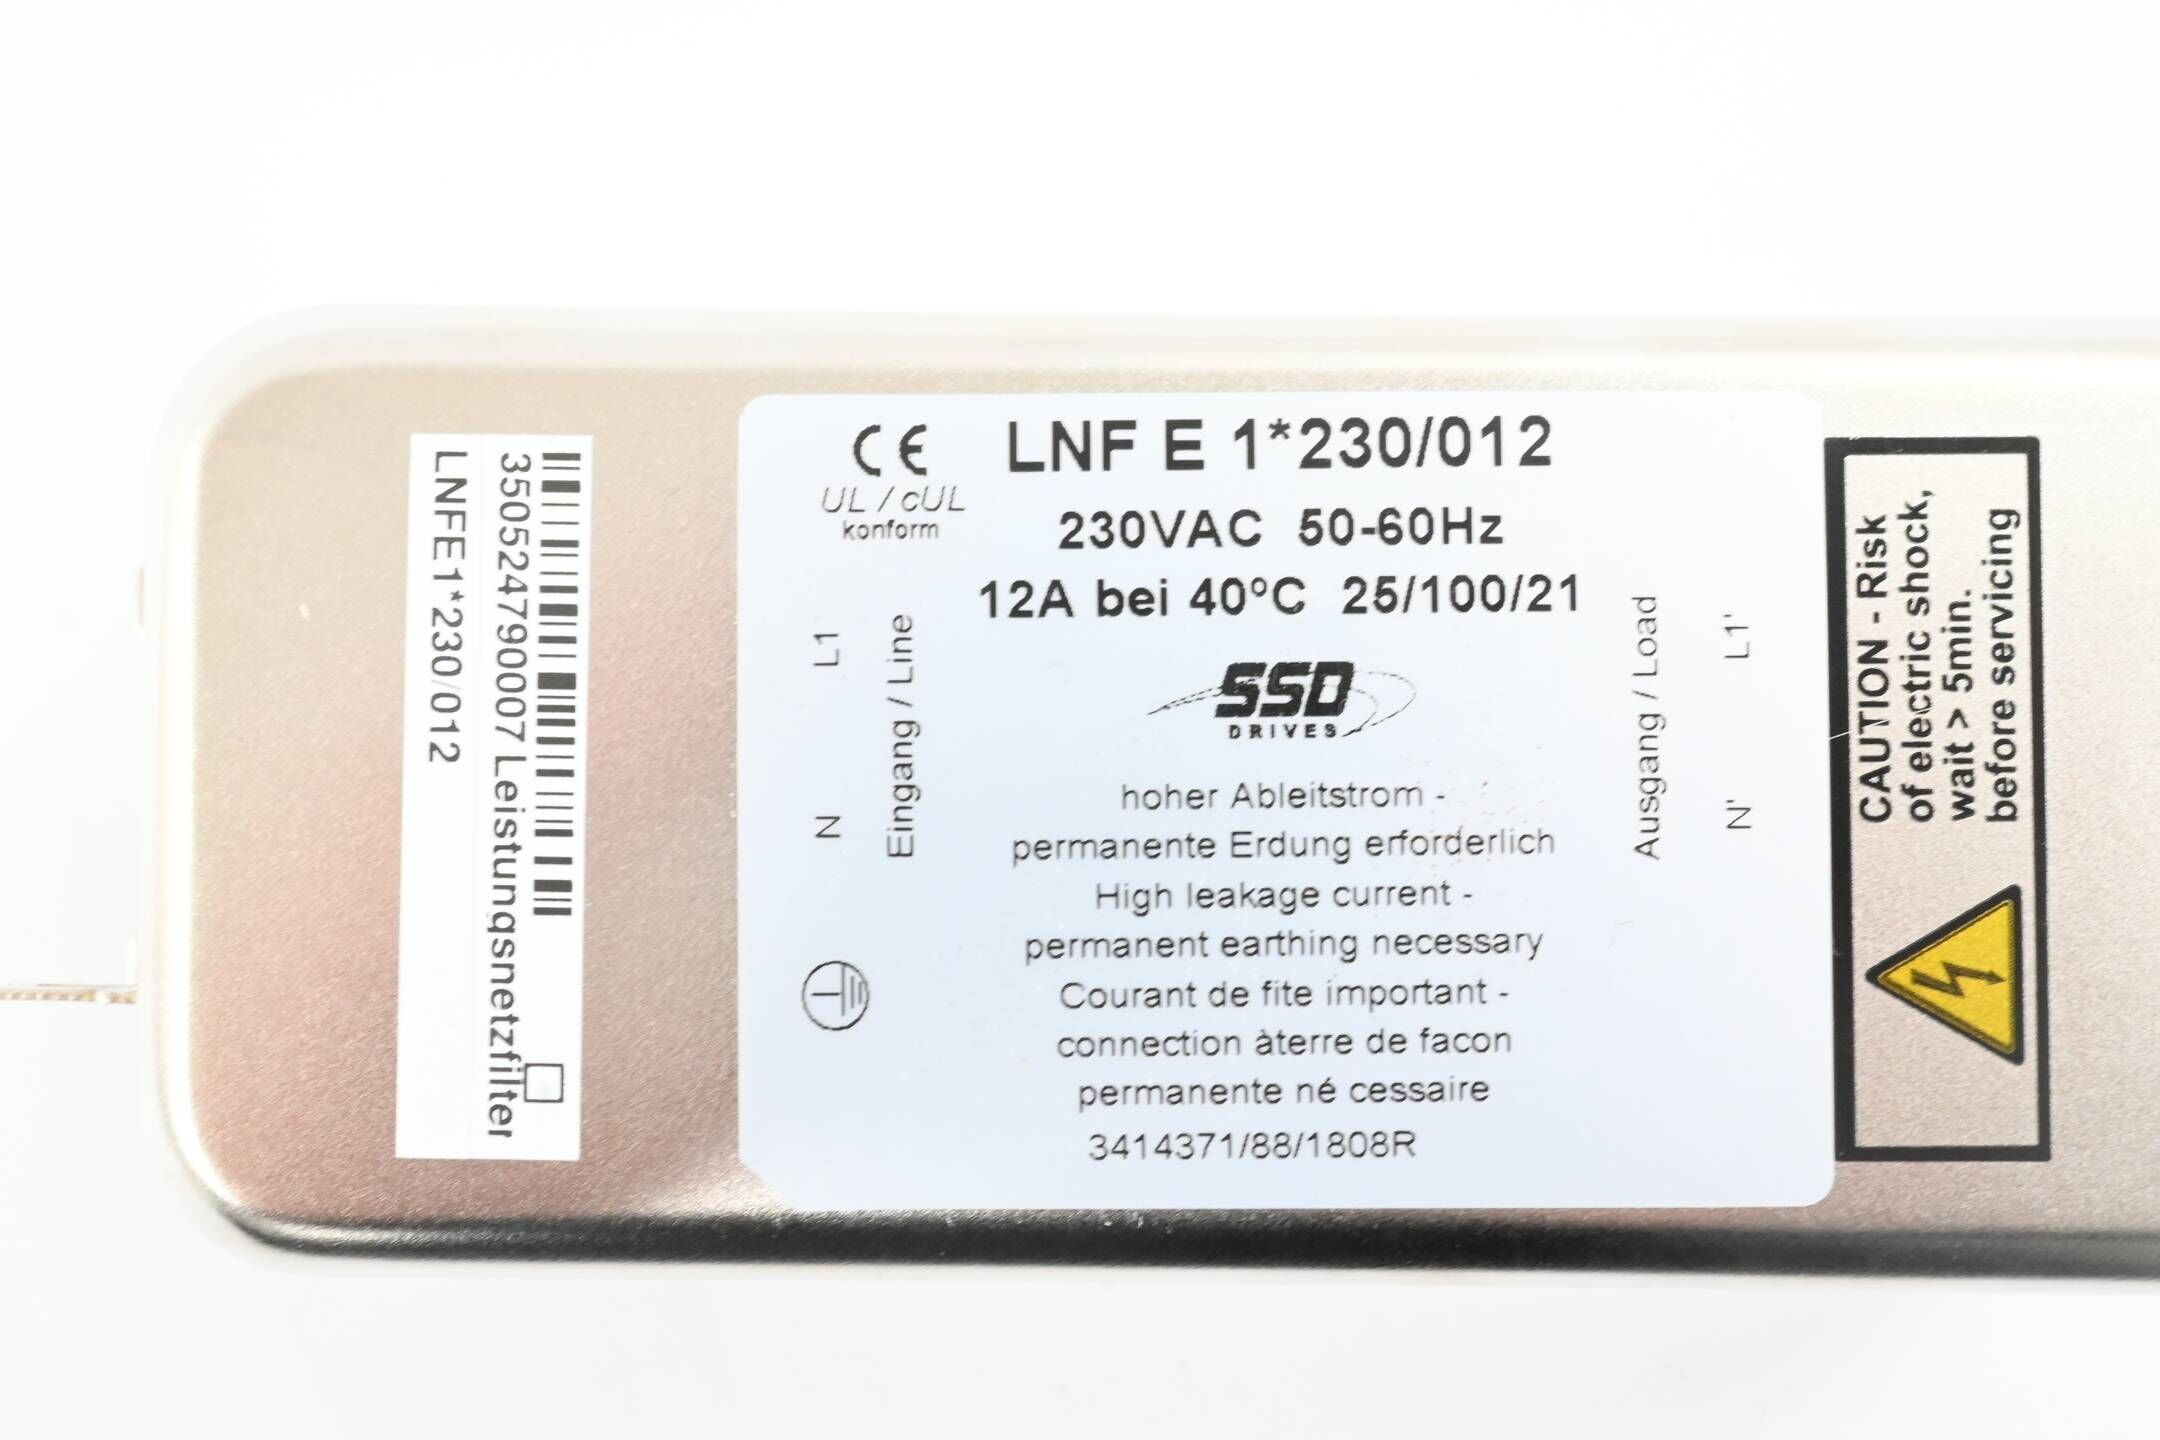 35052479000 7 Leistungsnetzfilter
LNFE1*230/012
CE
UL / cUL
konform
LNF E 1*230/012
230VAC 50-60Hz
12A bei 40°C 25/100/21
L1
N
Eingang / Line
Ausgang / Load
L1'
N'
SSD
DRIVES
hoher Ableitstrom -
permanente Erdung erforderlich
High leakage current -
permanent earthing necessary
Courant de fite important -
connection àterre de facon
permanente né cessaire
3414371/88/1808R
CAUTION - Risk
of electric shock,
wait > 5min.
before servicing